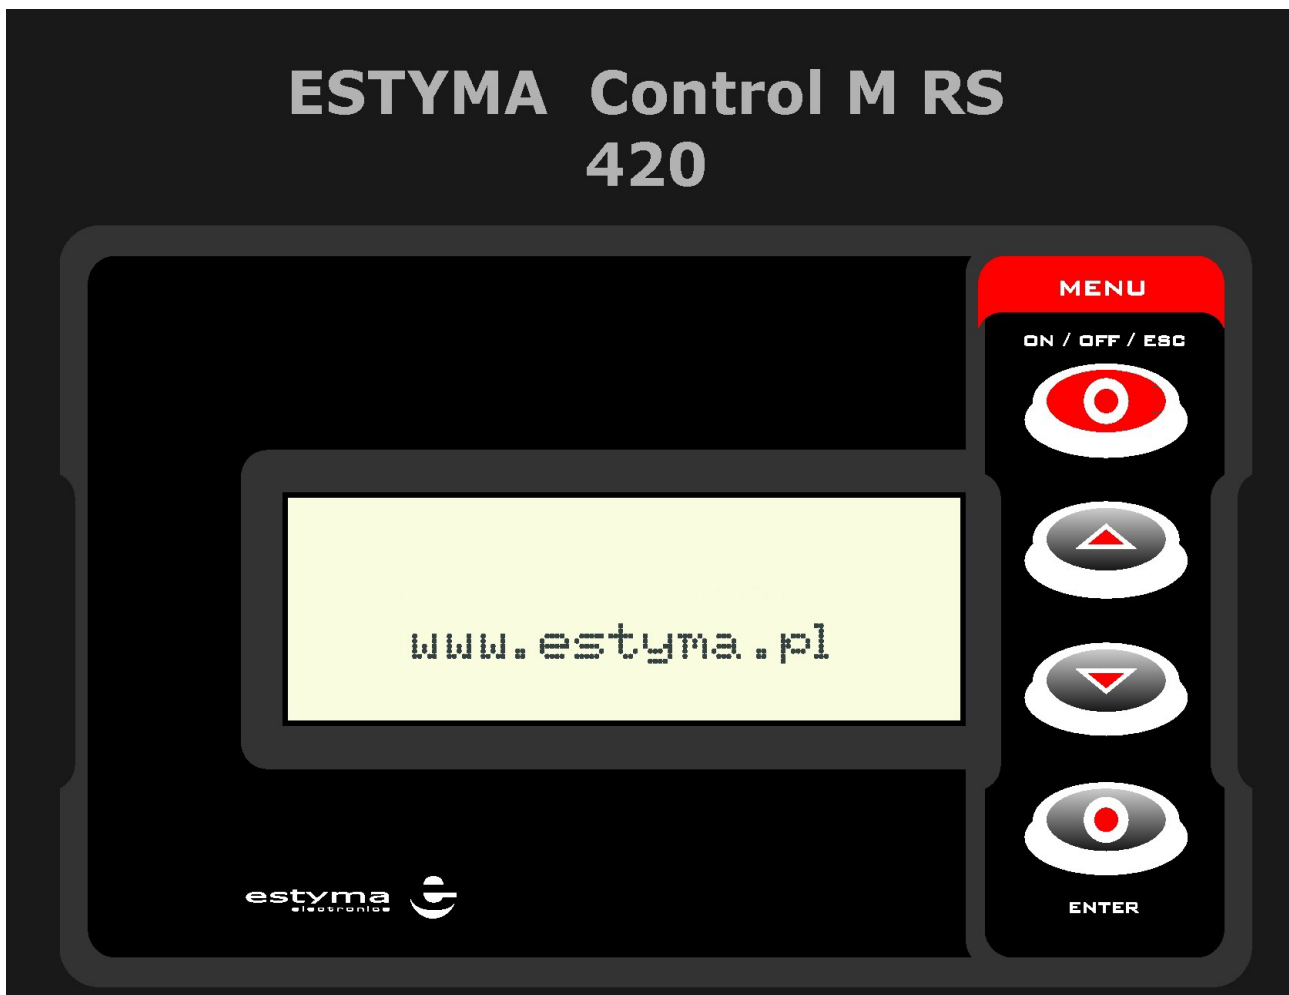 ESTYMA Control M RS
420
MENU
ON / OFF / ESC
www.estyma.pl
estyma
electronics
ENTER